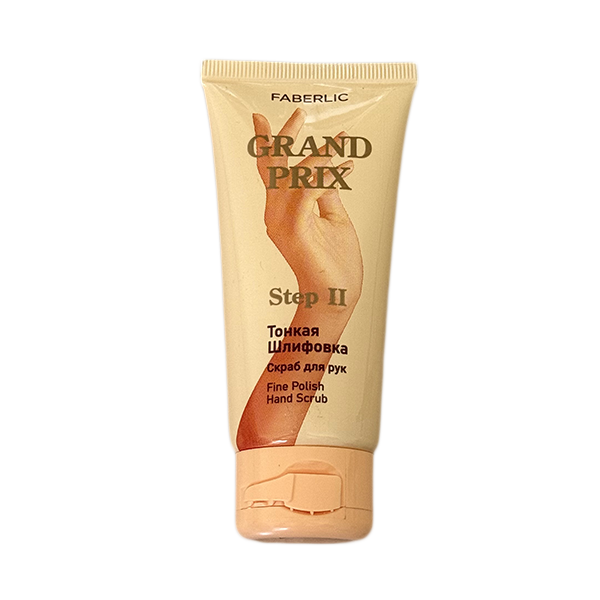 FABERLIC
GRAND
PRIX
Step II
Тонкая
Шлифовка
Скраб для рук
Fine Polish
Hand Scrub